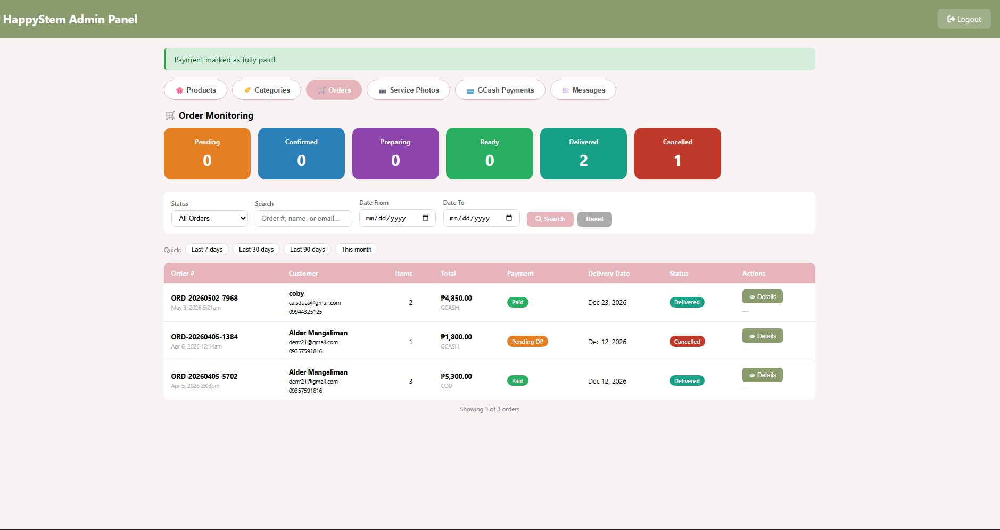 HappyStem Admin Panel
Logout
Payment marked as fully paid!
Products
Categories
Orders
Service Photos
GCash Payments
Messages
Order Monitoring
Pending
0
Confirmed
0
Preparing
0
Ready
0
Delivered
2
Cancelled
1
Status
All Orders
Search
Order #, name, or email...
Date From
mm/dd/yyyy
Date To
mm/dd/yyyy
Search
Reset
Quick: Last 7 days Last 30 days Last 90 days This month
Order # Customer Items Total Payment Delivery Date Status Actions
ORD-20260502-7968
May 3, 2026 5:21am
coby
caisduas@gmail.com
09944325125
2
₱4,850.00
GCASH
Paid
Dec 23, 2026
Delivered
Details
—
ORD-20260405-1384
Apr 6, 2026 12:14am
Alder Mangaliman
derrr21@gmail.com
09357591816
1
₱1,800.00
GCASH
Pending DP
Dec 12, 2026
Cancelled
Details
—
ORD-20260405-5702
Apr 5, 2026 2:03pm
Alder Mangaliman
derrr21@gmail.com
09357591816
3
₱5,300.00
COD
Paid
Dec 12, 2026
Delivered
Details
—
Showing 3 of 3 orders